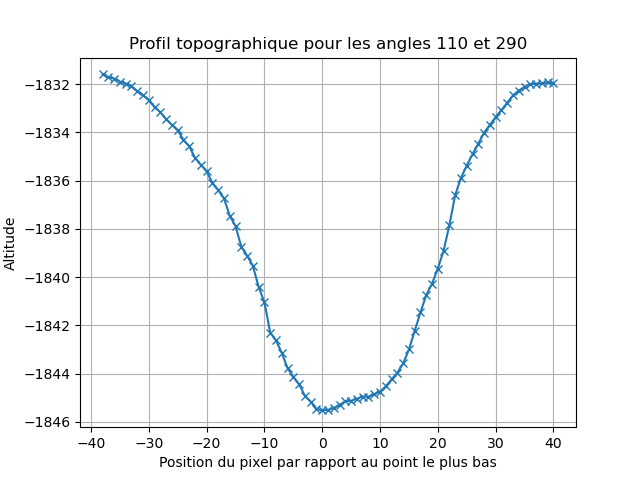 Profil topographique pour les angles 110 et 290
−1832
−1834
−1836
−1838
−1840
−1842
−1844
−1846
Altitude
−40 −30 −20 −10 0 10 20 30 40
Position du pixel par rapport au point le plus bas